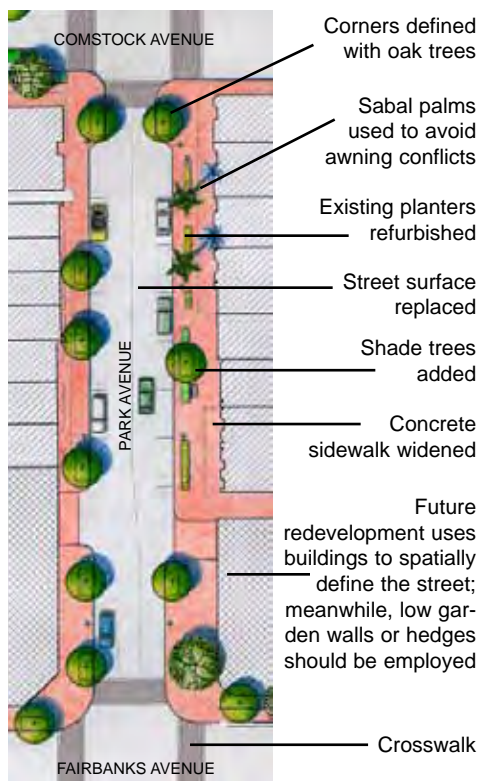 COMSTOCK AVENUE
Corners defined
with oak trees
Sabal palms
used to avoid
awning conflicts
Existing planters
refurbished
Street surface
replaced
Shade trees
added
PARK AVENUE
Concrete
sidewalk widened
Future
redevelopment uses
buildings to spatially
define the street;
meanwhile, low gar-
den walls or hedges
should be employed
Crosswalk
FAIRBANKS AVENUE